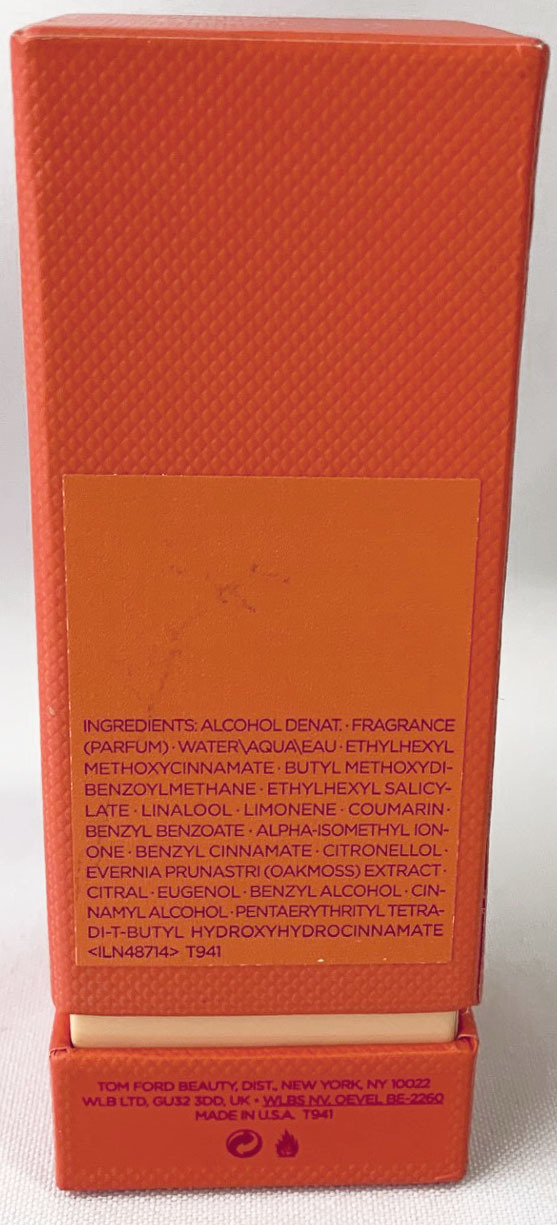 INGREDIENTS: ALCOHOL DENAT. · FRAGRANCE
(PARFUM) · WATER\AQUA\EAU · ETHYLHEXYL
METHOXYCINNAMATE · BUTYL METHOXYDI-
BENZOYLMETHANE · ETHYLHEXYL SALICY-
LATE · LINALOOL · LIMONENE · COUMARIN ·
BENZYL BENZOATE · ALPHA-ISOMETHYL ION-
ONE · BENZYL CINNAMATE · CITRONELLOL ·
EVERNIA PRUNASTRI (OAKMOSS) EXTRACT ·
CITRAL · EUGENOL · BENZYL ALCOHOL · CIN-
NAMYL ALCOHOL · PENTAERYTHRITYL TETRA-
DI-T-BUTYL HYDROXYHYDROCINNAMATE
<ILN48714> T941
TOM FORD BEAUTY, DIST., NEW YORK, NY 10022
WLB LTD, GU32 3DD, UK • WLBS NV. OEVEL BE-2260
MADE IN U.S.A. T941